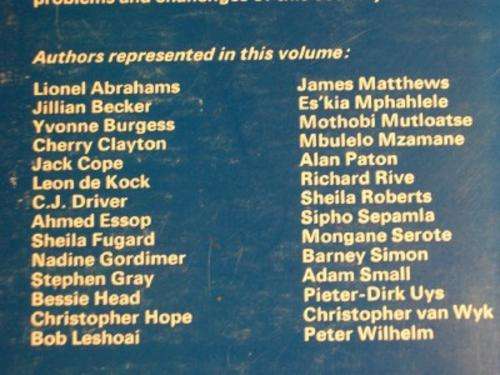 Authors represented in this volume:
Lionel Abrahams
Jillian Becker
Yvonne Burgess
Cherry Clayton
Jack Cope
Leon de Kock
C.J. Driver
Ahmed Essop
Sheila Fugard
Nadine Gordimer
Stephen Gray
Bessie Head
Christopher Hope
Bob Leshoai
James Matthews
Es'kia Mphahlele
Mothobi Mutloatse
Mbulelo Mzamane
Alan Paton
Richard Rive
Sheila Roberts
Sipho Sepamla
Mongane Serote
Barney Simon
Adam Small
Pieter-Dirk Uys
Christopher van Wyk
Peter Wilhelm